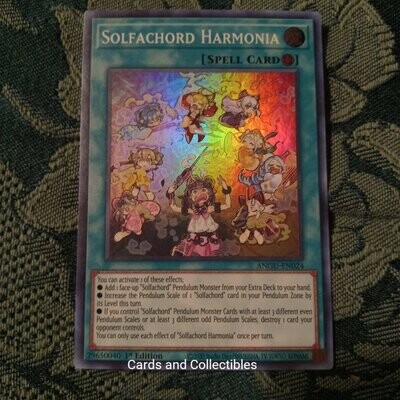 SOLFACHORD HARMONIA
[SPELL CARD
ANGU-EN024
You can activate 1 of these effects;
● Add 1 face-up "Solfachord" Pendulum Monster from your Extra Deck to your hand.
● Increase the Pendulum Scale of 1 "Solfachord" card in your Pendulum Zone by
its Level this turn.
● If you control "Solfachord" Pendulum Monster Cards with at least 3 different even
Pendulum Scales or at least 3 different odd Pendulum Scales, destroy 1 card your
opponent controls.
You can only use each effect of "Solfachord Harmonia" once per turn.
29650040 1st Edition
Cards and Collectibles